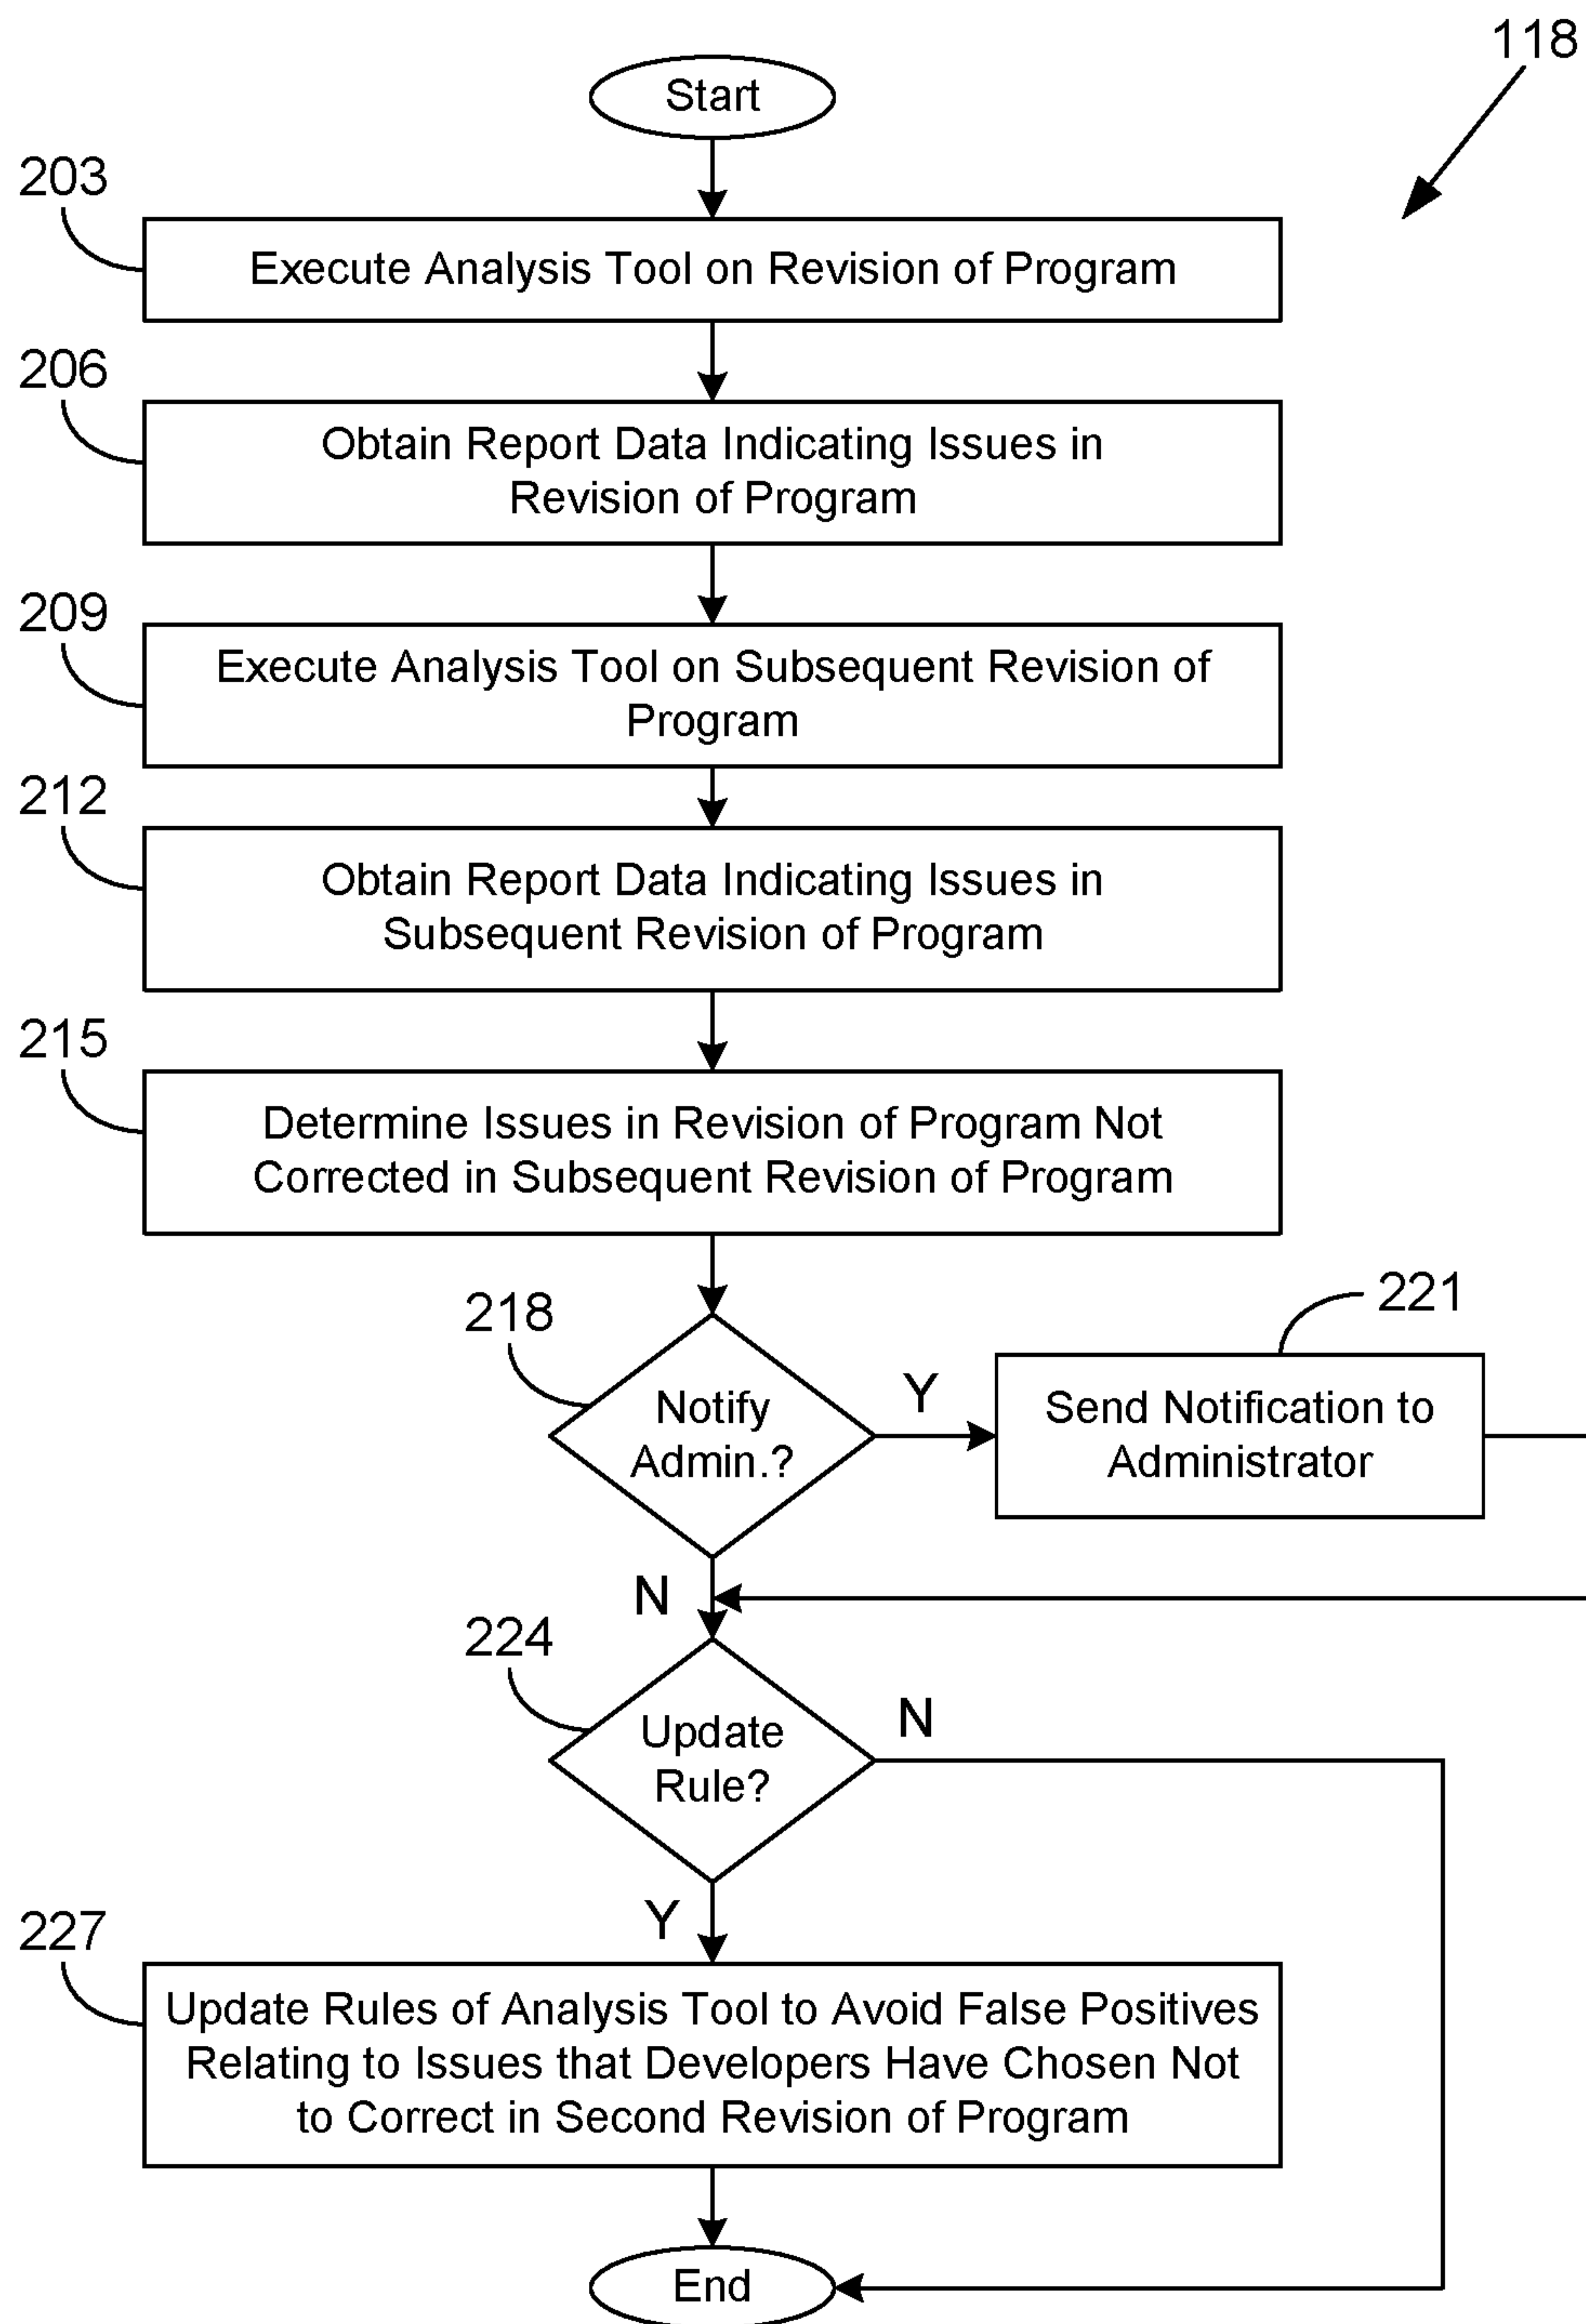 118
Start
203
Execute Analysis Tool on Revision of Program
206
Obtain Report Data Indicating Issues in
Revision of Program
209
Execute Analysis Tool on Subsequent Revision of
Program
212
Obtain Report Data Indicating Issues in
Subsequent Revision of Program
215
Determine Issues in Revision of Program Not
Corrected in Subsequent Revision of Program
218
Notify
Admin.?
Y
221
Send Notification to
Administrator
N
224
Update
Rule?
N
Y
227
Update Rules of Analysis Tool to Avoid False Positives
Relating to Issues that Developers Have Chosen Not
to Correct in Second Revision of Program
End